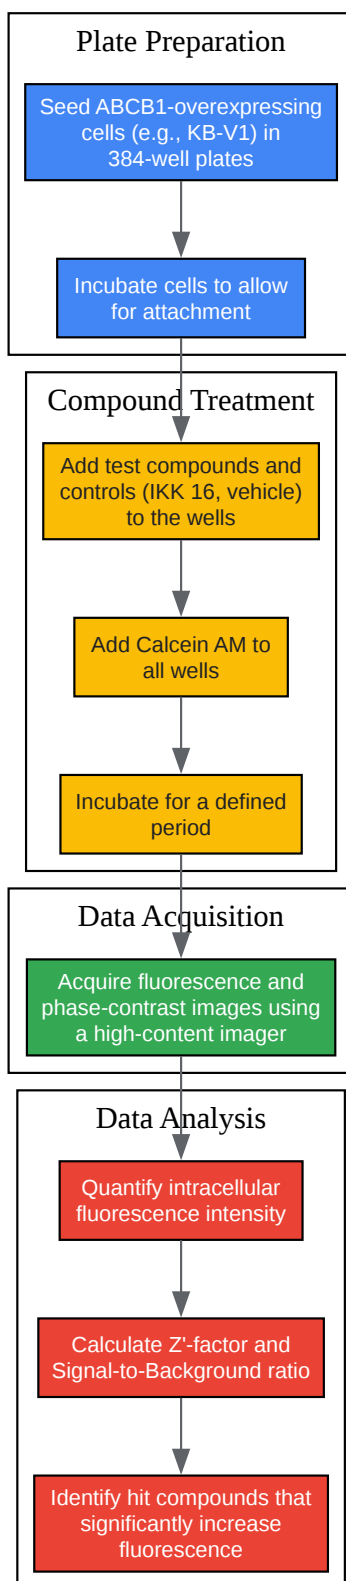 Plate Preparation
Seed ABCB1-overexpressing
cells (e.g., KB-V1) in
384-well plates
Incubate cells to allow
for attachment
Compound Treatment
Add test compounds and
controls (IKK 16, vehicle)
to the wells
Add Calcein AM to
all wells
Incubate for a defined
period
Data Acquisition
Acquire fluorescence and
phase-contrast images using
a high-content imager
Data Analysis
Quantify intracellular
fluorescence intensity
Calculate Z'-factor and
Signal-to-Background ratio
Identify hit compounds that
significantly increase
fluorescence